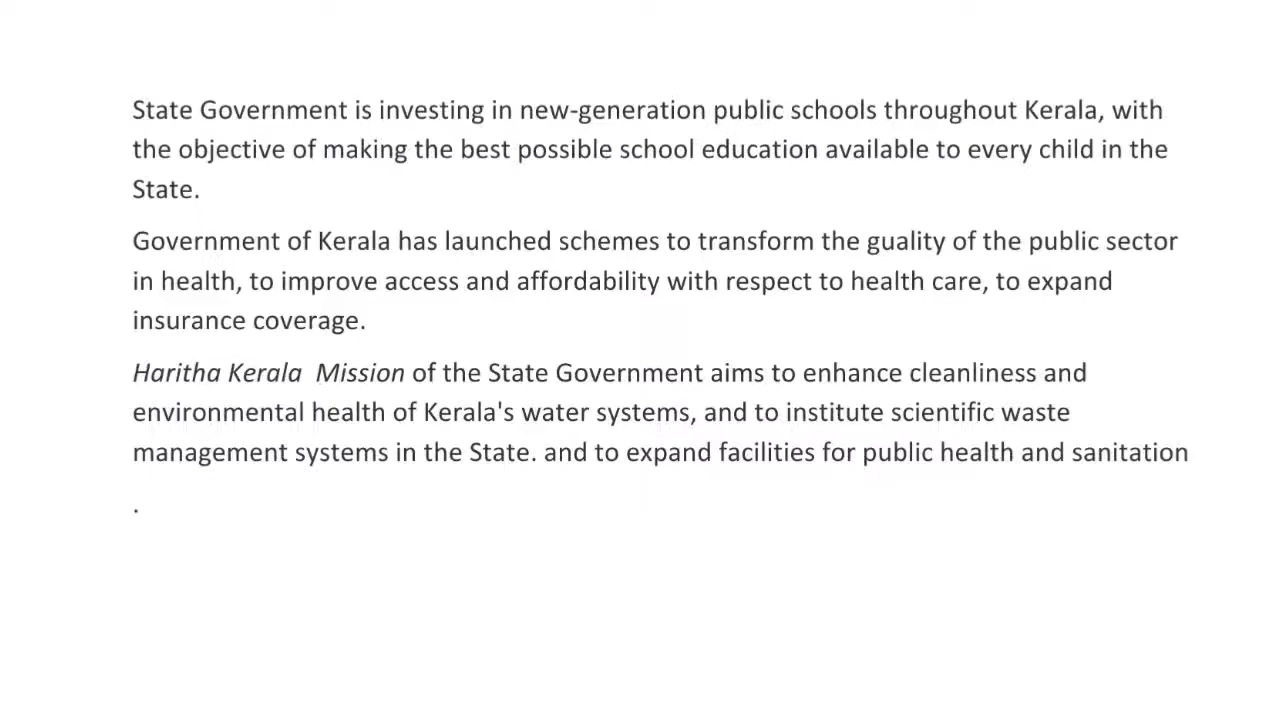 State Government is investing in new-generation public schools throughout Kerala, with
the objective of making the best possible school education available to every child in the
State.
Government of Kerala has launched schemes to transform the guality of the public sector
in health, to improve access and affordability with respect to health care, to expand
insurance coverage.
Haritha Kerala  Mission of the State Government aims to enhance cleanliness and
environmental health of Kerala's water systems, and to institute scientific waste
management systems in the State. and to expand facilities for public health and sanitation
.